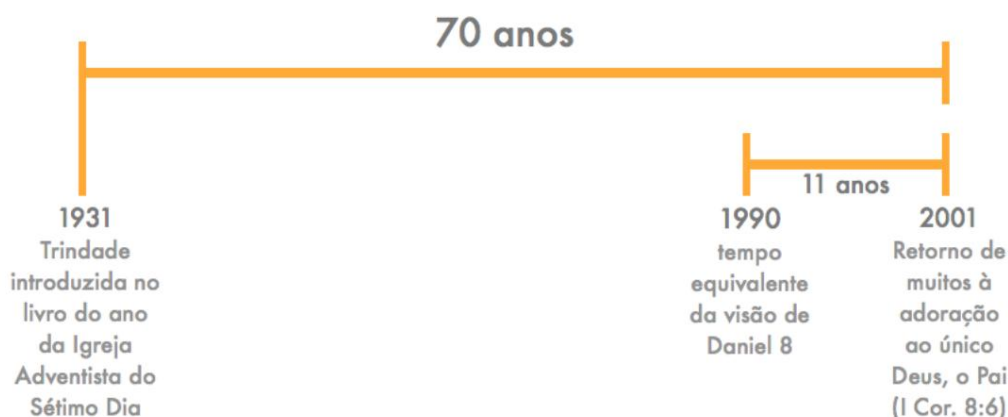 70 anos
11 anos
1931
Trindade
introduzida no
livro do ano
da Igreja
Adventista do
Sétimo Dia
1990
tempo
equivalente
da visão de
Daniel 8
2001
Retorno de
muitos à
adoração
ao único
Deus, o Pai
(I Cor. 8:6)